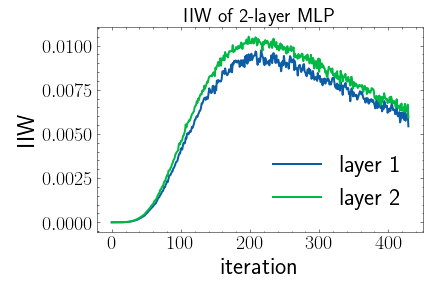 IIW of 2-layer MLP
0.0100
0.0075
0.0050
0.0025
0.0000
IIW
layer 1
layer 2
0 100 200 300 400
iteration